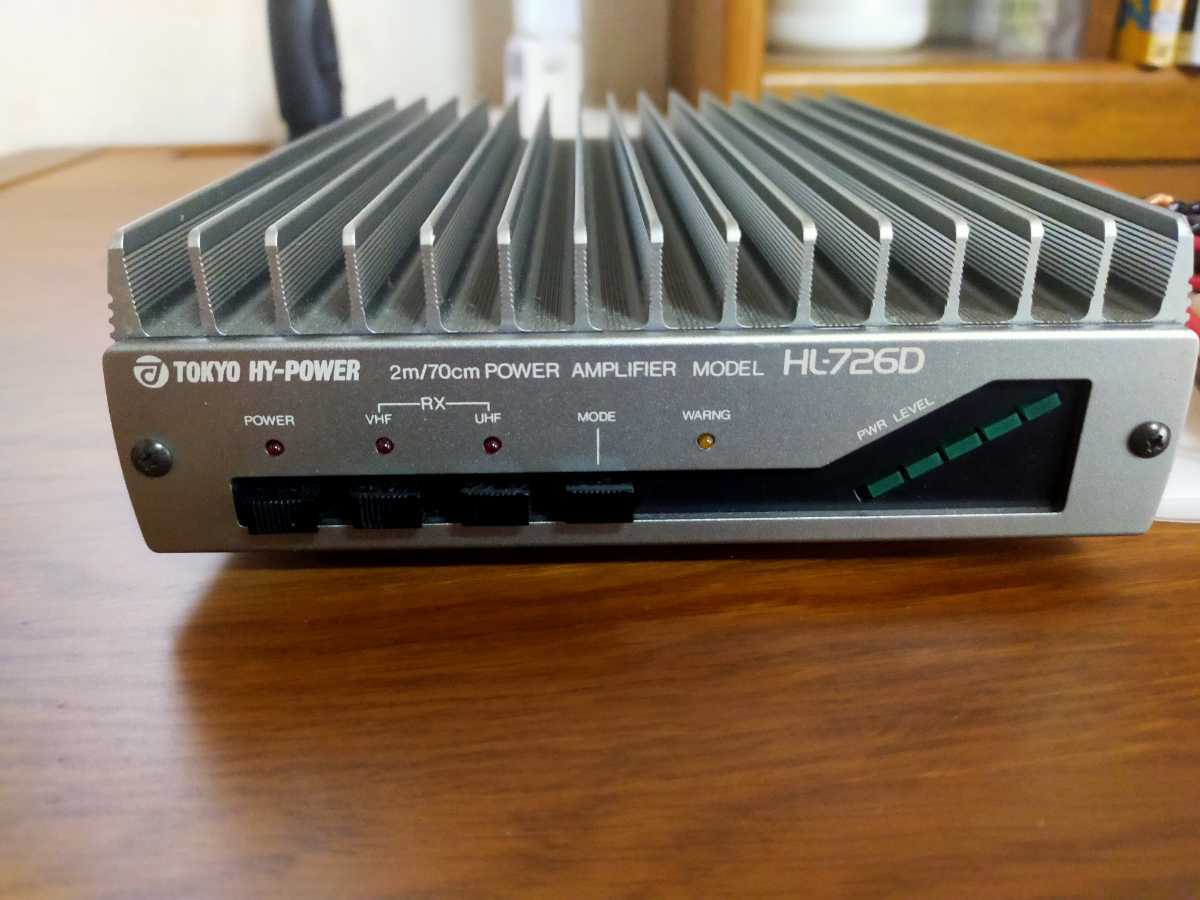 TOKYO HY-POWER 2m/70cm POWER AMPLIFIER MODEL HL-726D
RX
POWER VHF UHF MODE WARNG
PWR LEVEL